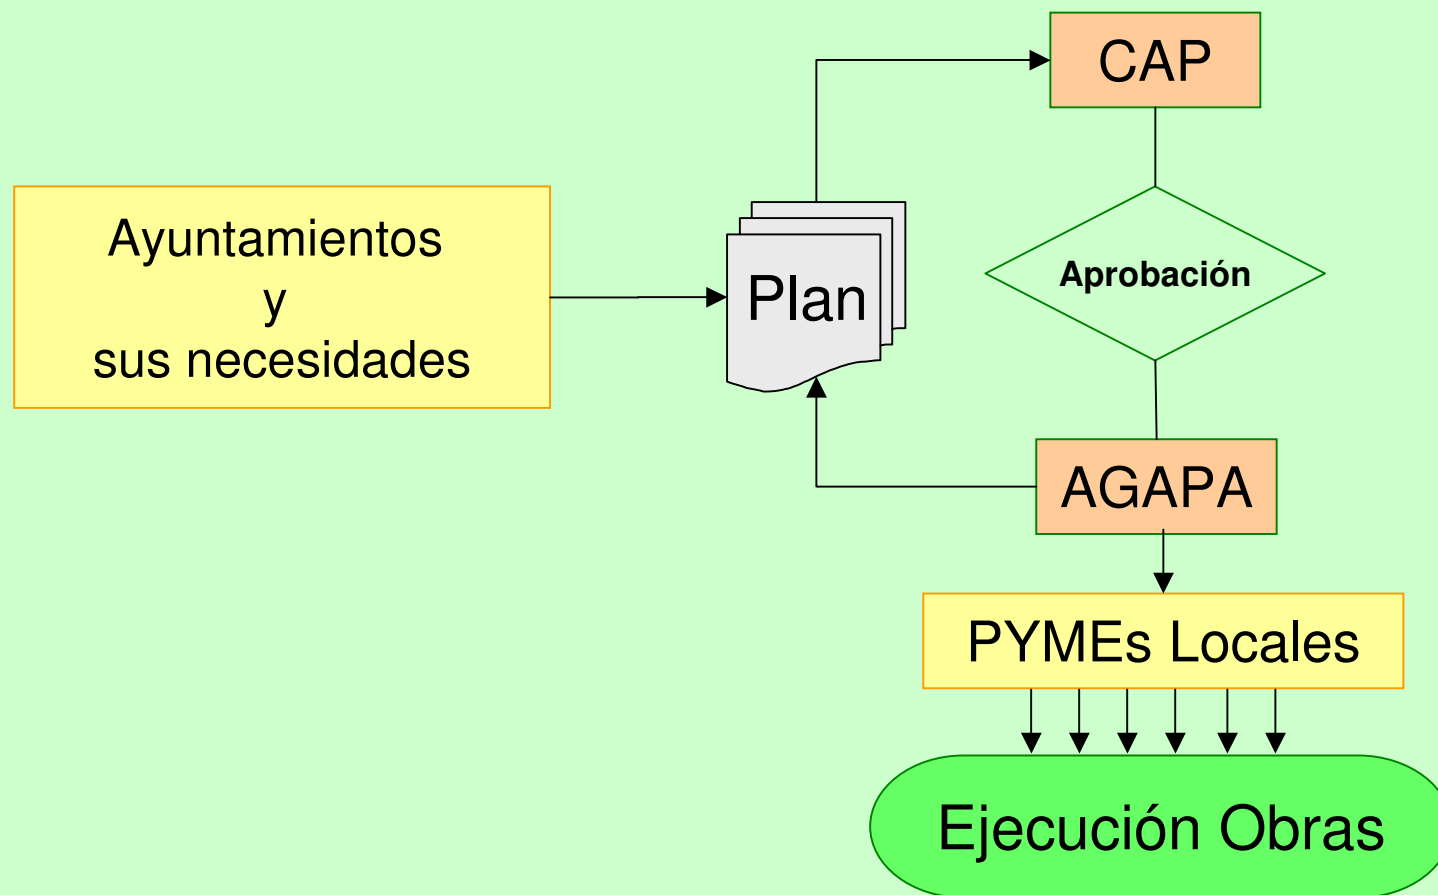 CAP
Ayuntamientos
y
sus necesidades
Plan
Aprobación
AGAPA
PYMEs Locales
Ejecución Obras